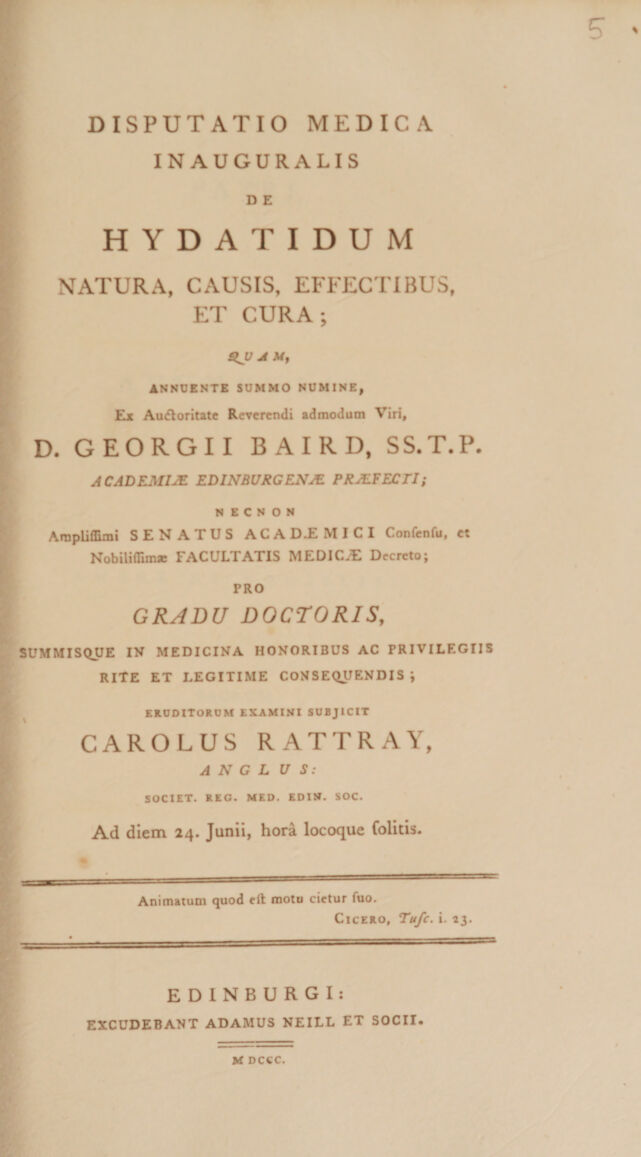 5
DISPUTATIO MEDICA
INAUGURALIS
DE
HYDATIDUM
NATURA, CAUSIS, EFFECTIBUS,
ET CURA;
QUAM,
ANNUENTE SUMMO NUMINE,
Ex Auctoritate Reverendi admodum Viri,
D. GEORGII BAIRD, SS.T.P.
ACADEMIÆ EDINBURGENÆ PRÆFECTI;
NECNON
Ampliſſimi SENATUS ACADÆMICI Conſenſu, et
Nobiliſſimæ FACULTATIS MEDICÆ Decreto;
PRO
GRADU DOCTORIS,
SUMMISQUE IN MEDICINA HONORIBUS AC PRIVILEGIIS
RITE ET LEGITIME CONSEQUENDIS;
ERUDITORUM EXAMINI SUBJICIT
CAROLUS RATTRAY,
ANGLUS:
SOCIET. REG. MED. EDIN. SOC.
Ad diem 24. Junii, horâ locoque ſolitis.
Animatum quod eſt motu cietur ſuo.
CICERO, Tuſc. i. 23.
EDINBURGI:
EXCUDEBANT ADAMUS NEILL ET SOCII.
MDCCC.